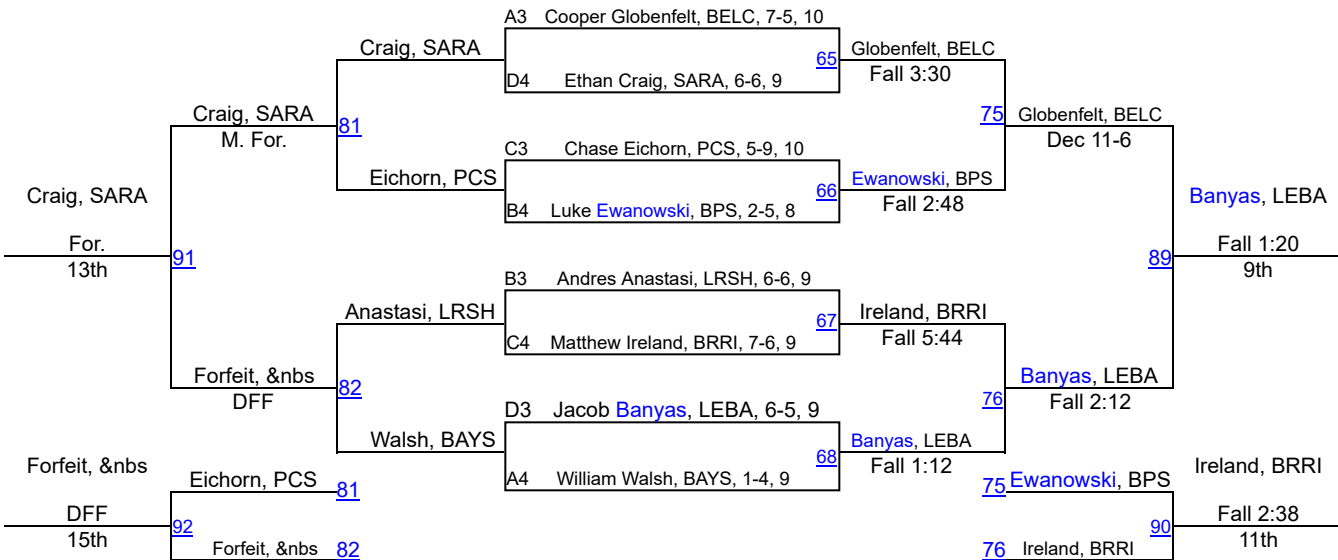 A3 Cooper Globenfelt, BELC, 7-5, 10
Craig, SARA
65
Globenfelt, BELC
Fall 3:30
D4 Ethan Craig, SARA, 6-6, 9
Craig, SARA
M. For.
81
75
Globenfelt, BELC
Dec 11-6
C3 Chase Eichorn, PCS, 5-9, 10
Eichorn, PCS
66
Ewanowski, BPS
Fall 2:48
B4 Luke Ewanowski, BPS, 2-5, 8
Craig, SARA
For.
13th
91
Banyas, LEBA
Fall 1:20
9th
89
B3 Andres Anastasi, LRSH, 6-6, 9
Anastasi, LRSH
67
Ireland, BRRI
Fall 5:44
C4 Matthew Ireland, BRRI, 7-6, 9
Forfeit, &nbs
DFF
82
76
Banyas, LEBA
Fall 2:12
D3 Jacob Banyas, LEBA, 6-5, 9
Walsh, BAYS
68
Banyas, LEBA
Fall 1:12
A4 William Walsh, BAYS, 1-4, 9
Forfeit, &nbs
DFF
15th
Eichorn, PCS 81
92
Forfeit, &nbs 82
75 Ewanowski, BPS
90
76 Ireland, BRRI
Ireland, BRRI
Fall 2:38
11th